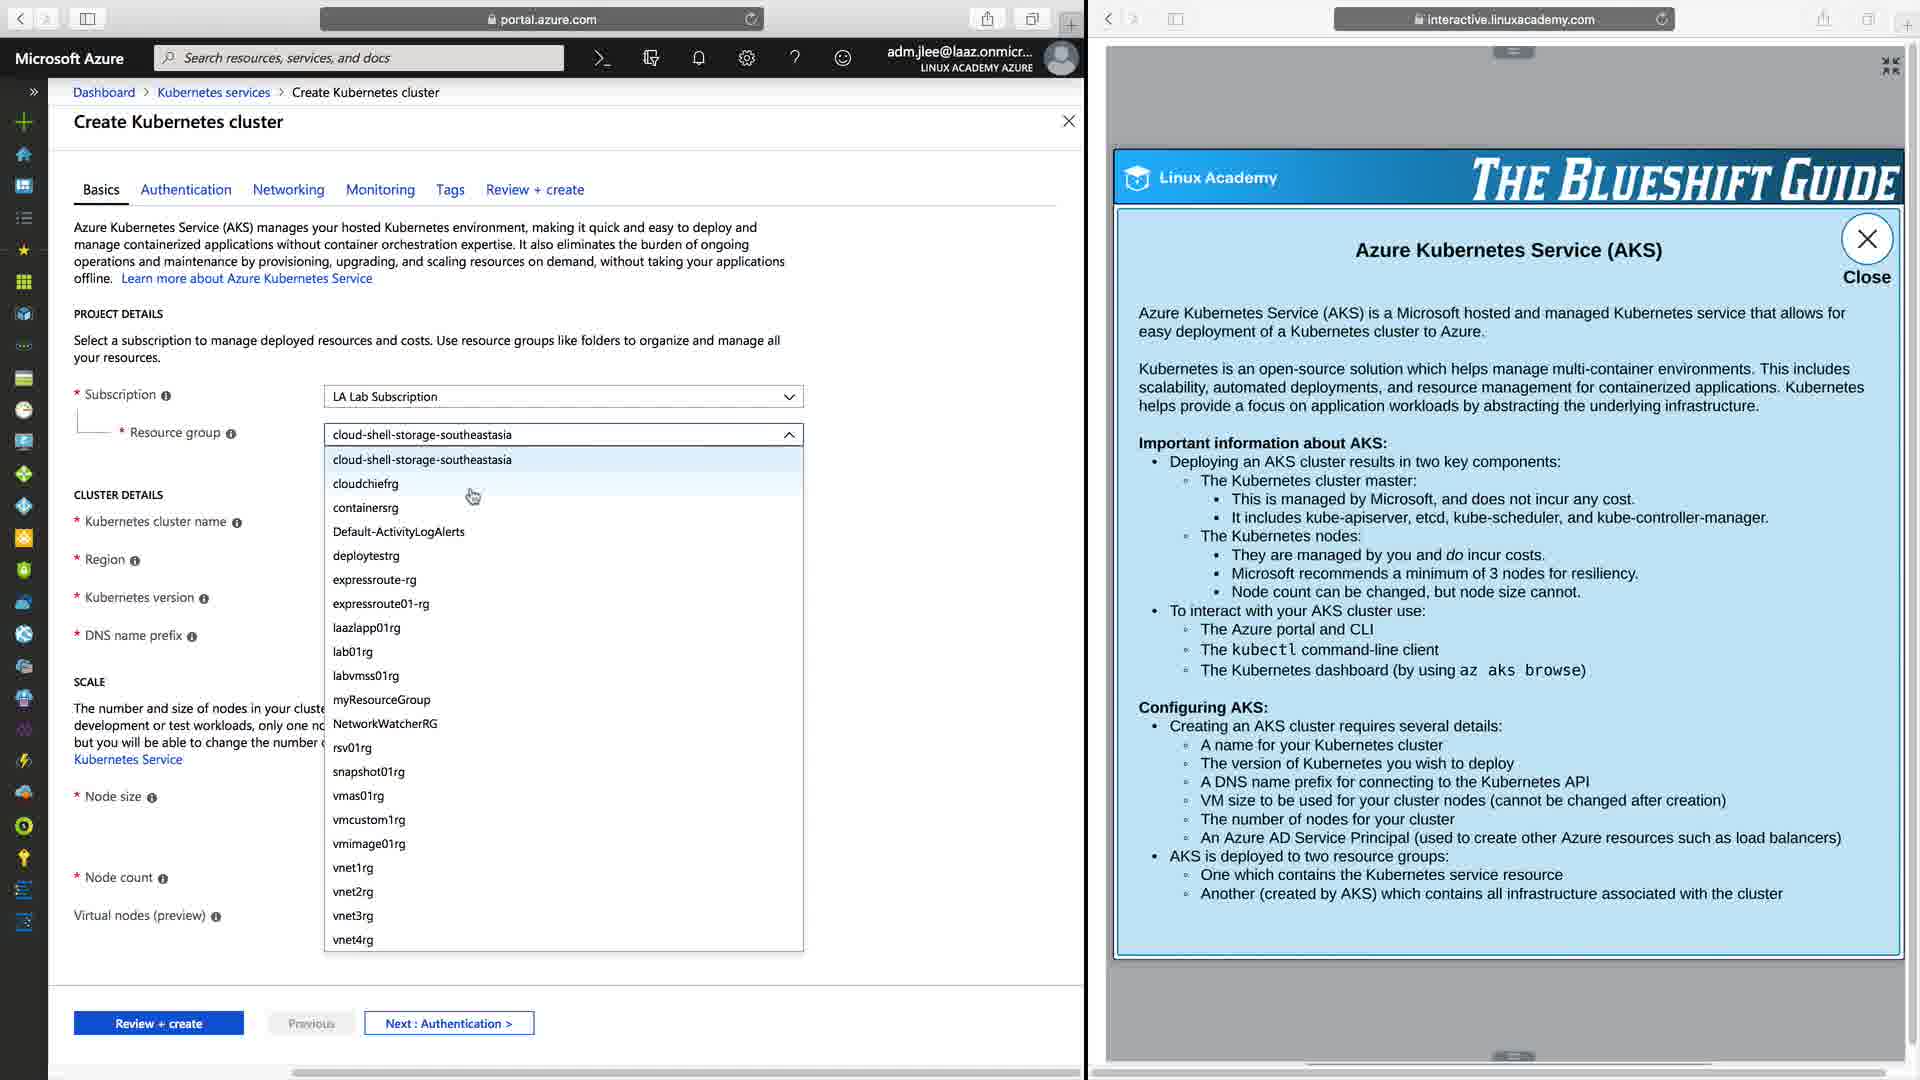 portal.azure.com
interactive.linuxacademy.com
Microsoft Azure
Search resources, services, and docs
adm.jlee@laaz.onmicr...
LINUX ACADEMY AZURE
Dashboard > Kubernetes services > Create Kubernetes cluster
Create Kubernetes cluster
Basics Authentication Networking Monitoring Tags Review + create
Azure Kubernetes Service (AKS) manages your hosted Kubernetes environment, making it quick and easy to deploy and
manage containerized applications without container orchestration expertise. It also eliminates the burden of ongoing
operations and maintenance by provisioning, upgrading, and scaling resources on demand, without taking your applications
offline. Learn more about Azure Kubernetes Service
PROJECT DETAILS
Select a subscription to manage deployed resources and costs. Use resource groups like folders to organize and manage all
your resources.
* Subscription
LA Lab Subscription
* Resource group
cloud-shell-storage-southeastasia
cloud-shell-storage-southeastasia
cloudchiefrg
containersrg
Default-ActivityLogAlerts
deploytestrg
expressroute-rg
expressroute01-rg
laazlapp01rg
lab01rg
labvmss01rg
myResourceGroup
NetworkWatcherRG
rsv01rg
snapshot01rg
vmas01rg
vmcustom1rg
vmimage01rg
vnet1rg
vnet2rg
vnet3rg
vnet4rg
CLUSTER DETAILS
* Kubernetes cluster name
* Region
* Kubernetes version
* DNS name prefix
SCALE
The number and size of nodes in your cluste
development or test workloads, only one no
but you will be able to change the number o
Kubernetes Service
* Node size
* Node count
Virtual nodes (preview)
Review + create
Previous
Next : Authentication >
Linux Academy
THE BLUESHIFT GUIDE
Azure Kubernetes Service (AKS)
Close
Azure Kubernetes Service (AKS) is a Microsoft hosted and managed Kubernetes service that allows for
easy deployment of a Kubernetes cluster to Azure.
Kubernetes is an open-source solution which helps manage multi-container environments. This includes
scalability, automated deployments, and resource management for containerized applications. Kubernetes
helps provide a focus on application workloads by abstracting the underlying infrastructure.
Important information about AKS:
• Deploying an AKS cluster results in two key components:
◦ The Kubernetes cluster master:
▪ This is managed by Microsoft, and does not incur any cost.
▪ It includes kube-apiserver, etcd, kube-scheduler, and kube-controller-manager.
◦ The Kubernetes nodes:
▪ They are managed by you and do incur costs.
▪ Microsoft recommends a minimum of 3 nodes for resiliency.
▪ Node count can be changed, but node size cannot.
• To interact with your AKS cluster use:
◦ The Azure portal and CLI
◦ The kubectl command-line client
◦ The Kubernetes dashboard (by using az aks browse)
Configuring AKS:
• Creating an AKS cluster requires several details:
◦ A name for your Kubernetes cluster
◦ The version of Kubernetes you wish to deploy
◦ A DNS name prefix for connecting to the Kubernetes API
◦ VM size to be used for your cluster nodes (cannot be changed after creation)
◦ The number of nodes for your cluster
◦ An Azure AD Service Principal (used to create other Azure resources such as load balancers)
• AKS is deployed to two resource groups:
◦ One which contains the Kubernetes service resource
◦ Another (created by AKS) which contains all infrastructure associated with the cluster